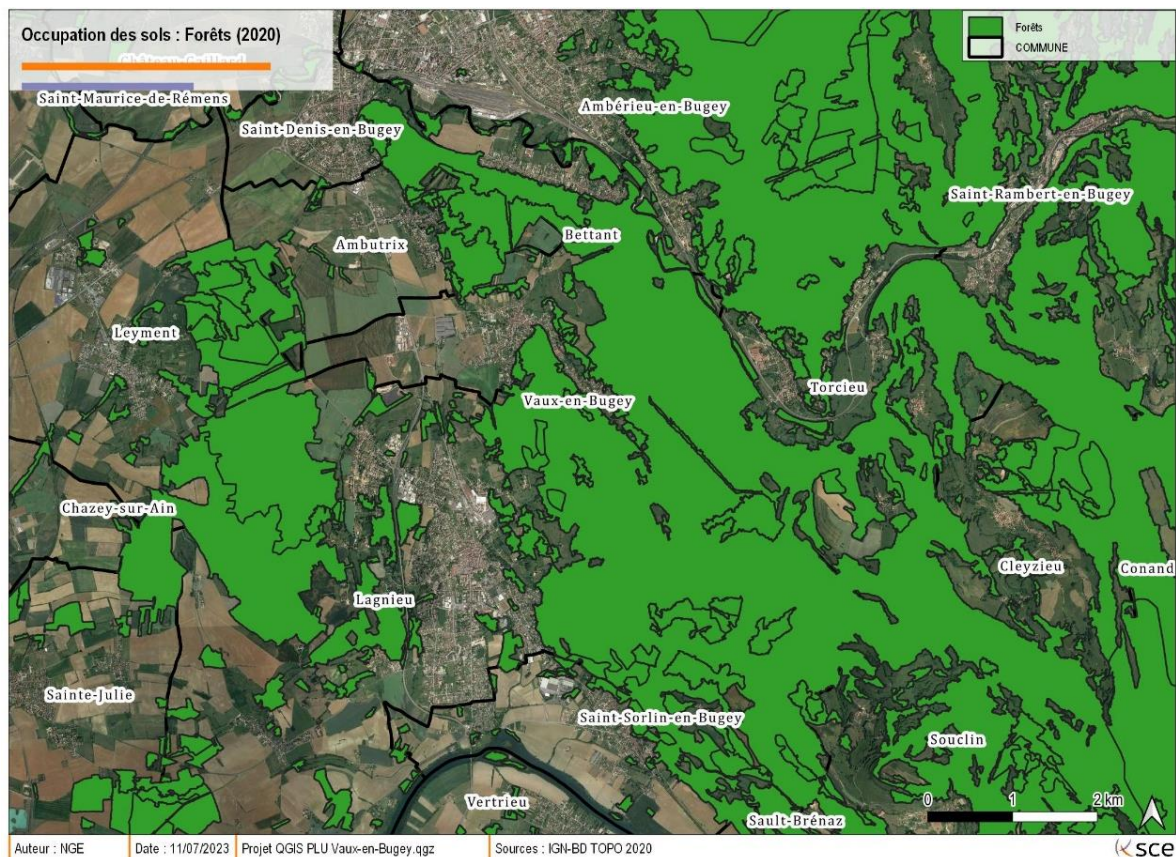 Occupation des sols : Forêts (2020)
Forêts
COMMUNE
Château-Gaillard
Saint-Maurice-de-Rémens
Saint-Denis-en-Bugey
Ambérieu-en-Bugey
Saint-Rambert-en-Bugey
Ambutrix
Bettant
Leyment
Torcieu
Vaux-en-Bugey
Chazey-sur-Ain
Lagnieu
Cleyzieu
Conand
Sainte-Julie
Saint-Sorlin-en-Bugey
Souclin
Vertrieu
Sault-Brénaz
0 1 2 km
Auteur : NGE Date : 11/07/2023 Projet QGIS PLU Vaux-en-Bugey.qgz Sources : IGN-BD TOPO 2020
sce